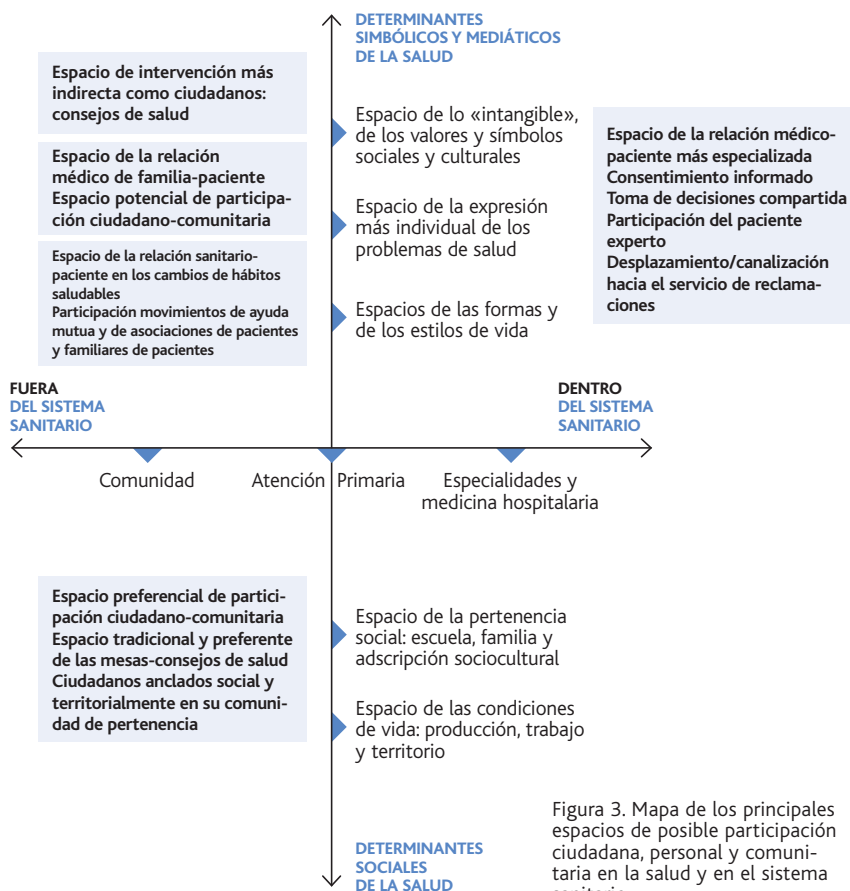 DETERMINANTES
SIMBÓLICOS Y MEDIÁTICOS
DE LA SALUD
Espacio de intervención más
indirecta como ciudadanos:
consejos de salud
Espacio de la relación
médico de familia-paciente
Espacio potencial de participa-
ción ciudadano-comunitaria
Espacio de la relación sanitario-
paciente en los cambios de hábitos
saludables
Participación movimientos de ayuda
mutua y de asociaciones de pacientes
y familiares de pacientes
Espacio de lo «intangible»,
de los valores y símbolos
sociales y culturales
Espacio de la expresión
más individual de los
problemas de salud
Espacios de las formas y
de los estilos de vida
Espacio de la relación médico-
paciente más especializada
Consentimiento informado
Toma de decisiones compartida
Participación del paciente
experto
Desplazamiento/canalización
hacia el servicio de reclama-
ciones
FUERA
DEL SISTEMA
SANITARIO
DENTRO
DEL SISTEMA
SANITARIO
Comunidad
Atención Primaria
Especialidades y
medicina hospitalaria
Espacio preferencial de partici-
pación ciudadano-comunitaria
Espacio tradicional y preferente
de las mesas-consejos de salud
Ciudadanos anclados social y
territorialmente en su comuni-
dad de pertenencia
Espacio de la pertenencia
social: escuela, familia y
adscripción sociocultural
Espacio de las condiciones
de vida: producción, trabajo
y territorio
DETERMINANTES
SOCIALES
DE LA SALUD
Figura 3. Mapa de los principales
espacios de posible participación
ciudadana, personal y comuni-
taria en la salud y en el sistema